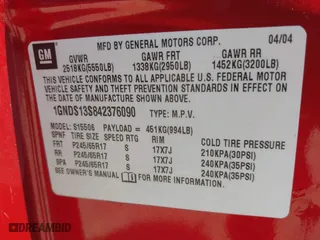 04/04
GM
MFD BY GENERAL MOTORS CORP.
GVWR GAWR FRT GAWR RR
2518KG(5550LB) 1338KG(2950LB) 1452KG(3200LB)
THIS VEHICLE CONFORMS TO ALL APPLICABLE U.S. FEDERAL MOTOR
VEHICLE SAFETY AND THEFT PREVENTION STANDARDS IN EFFECT ON
THE DATE OF MANUFACTURE SHOWN ABOVE.
1GNDS13S842376090 TYPE: M.P.V.
MODEL: S15506 PAYLOAD = 451KG(994LB)
SPNF TIRE SIZE SPEED RTG RIM COLD TIRE PRESSURE
FRT P245/65R17 S 17X7J 210KPA(30PSI)
RR P245/65R17 S 17X7J 240KPA(35PSI)
SPA P245/65R17 S 17X7J 240KPA(35PSI)
SEE OWNER'S MANUAL FOR ADDITIONAL INFORMATION.
DREAMBID